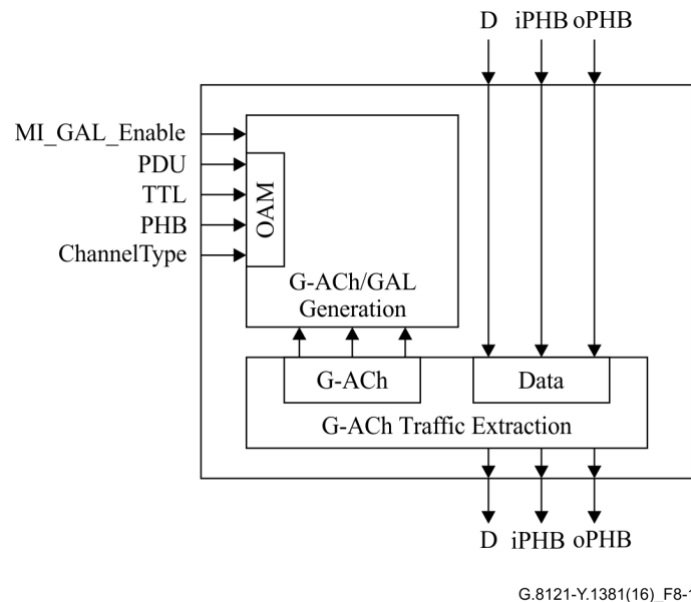 D iPHB oPHB
MI_GAL_Enable
PDU
TTL
PHB
ChannelType
OAM
G-ACh/GAL
Generation
G-ACh
Data
G-ACh Traffic Extraction
D iPHB oPHB
G.8121-Y.1381(16)_F8-1